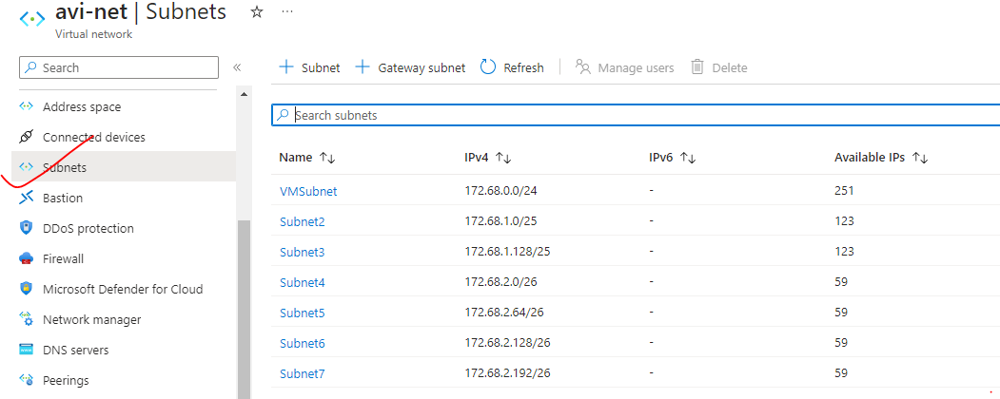 avi-net | Subnets
Virtual network
Search
Subnet Gateway subnet Refresh Manage users Delete
Address space
Connected devices
Subnets
Bastion
DDoS protection
Firewall
Microsoft Defender for Cloud
Network manager
DNS servers
Peerings
Search subnets
Name IPv4 IPv6 Available IPs
VMSubnet 172.68.0.0/24 - 251
Subnet2 172.68.1.0/25 - 123
Subnet3 172.68.1.128/25 - 123
Subnet4 172.68.2.0/26 - 59
Subnet5 172.68.2.64/26 - 59
Subnet6 172.68.2.128/26 - 59
Subnet7 172.68.2.192/26 - 59